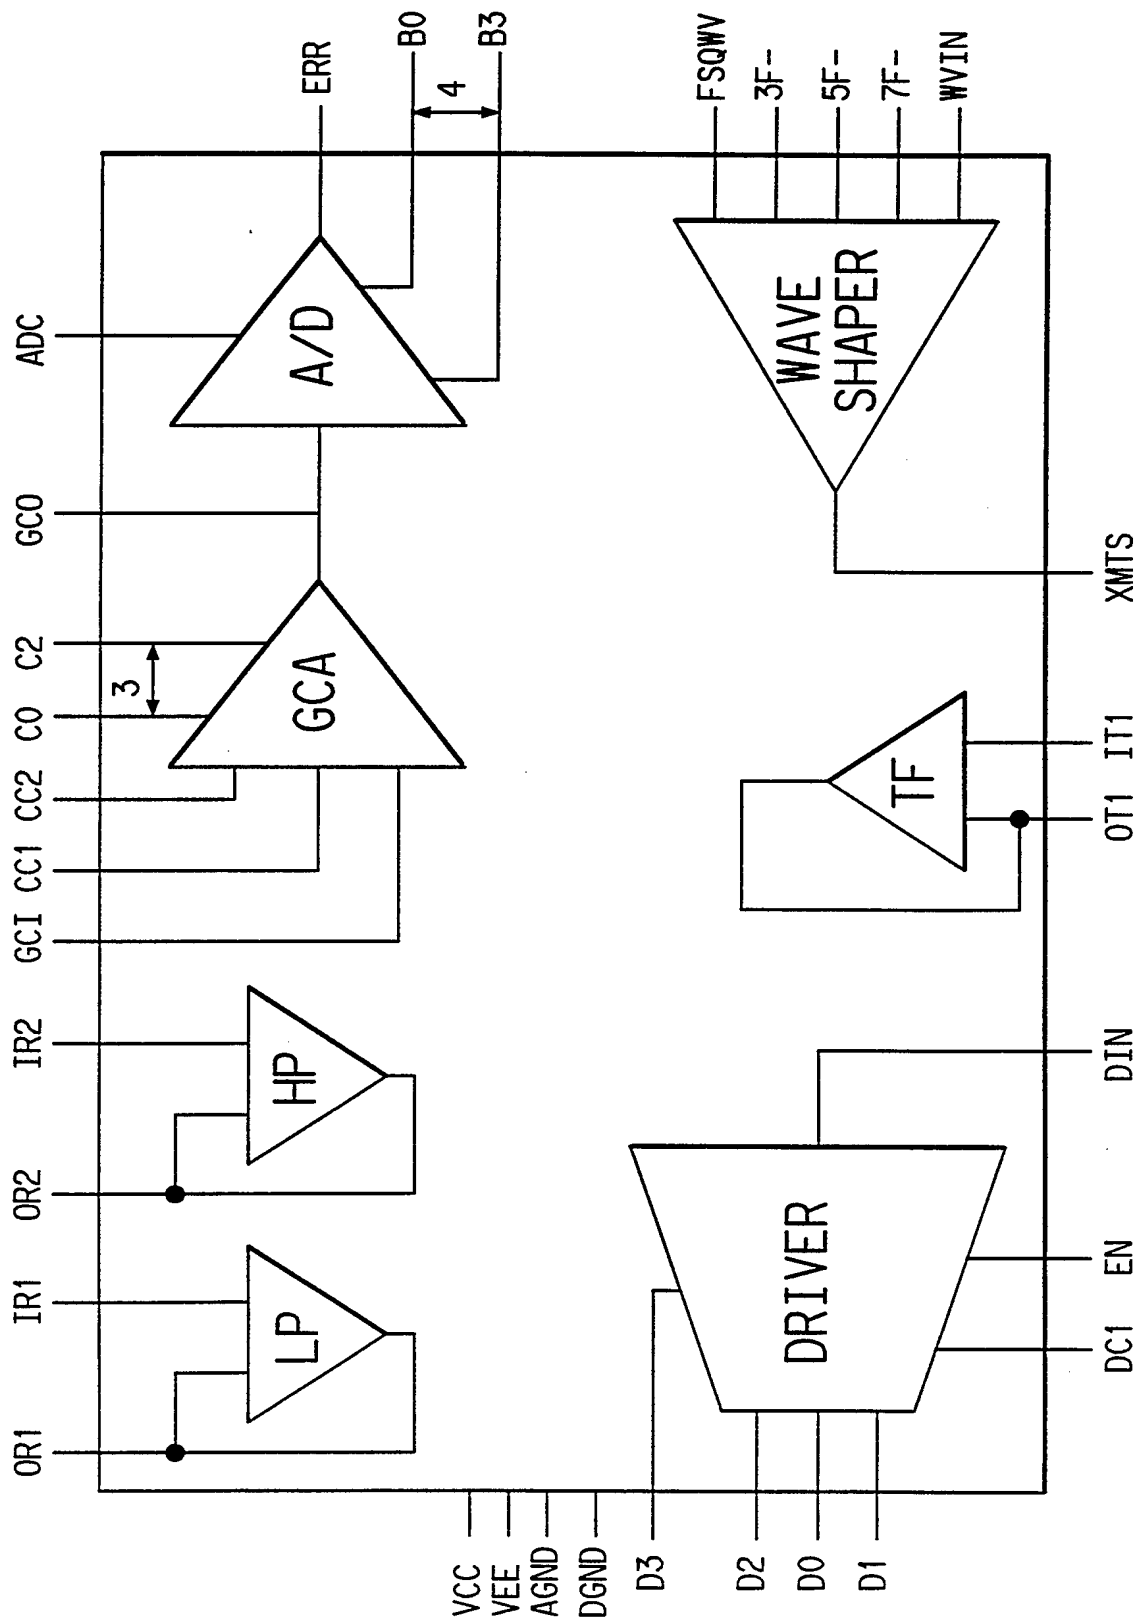 OR1
IR1
OR2
IR2
GCI
CC1
CC2
C0
C2
GCO
ADC
3
ERR
B0
B3
4
LP
HP
GCA
A/D
VCC
VEE
AGND
DGND
D3
D2
D0
D1
DRIVER
TF
WAVE
SHAPER
FSQWV
3F-
5F-
7F-
WVIN
DC1
EN
DIN
OT1
IT1
XMTS